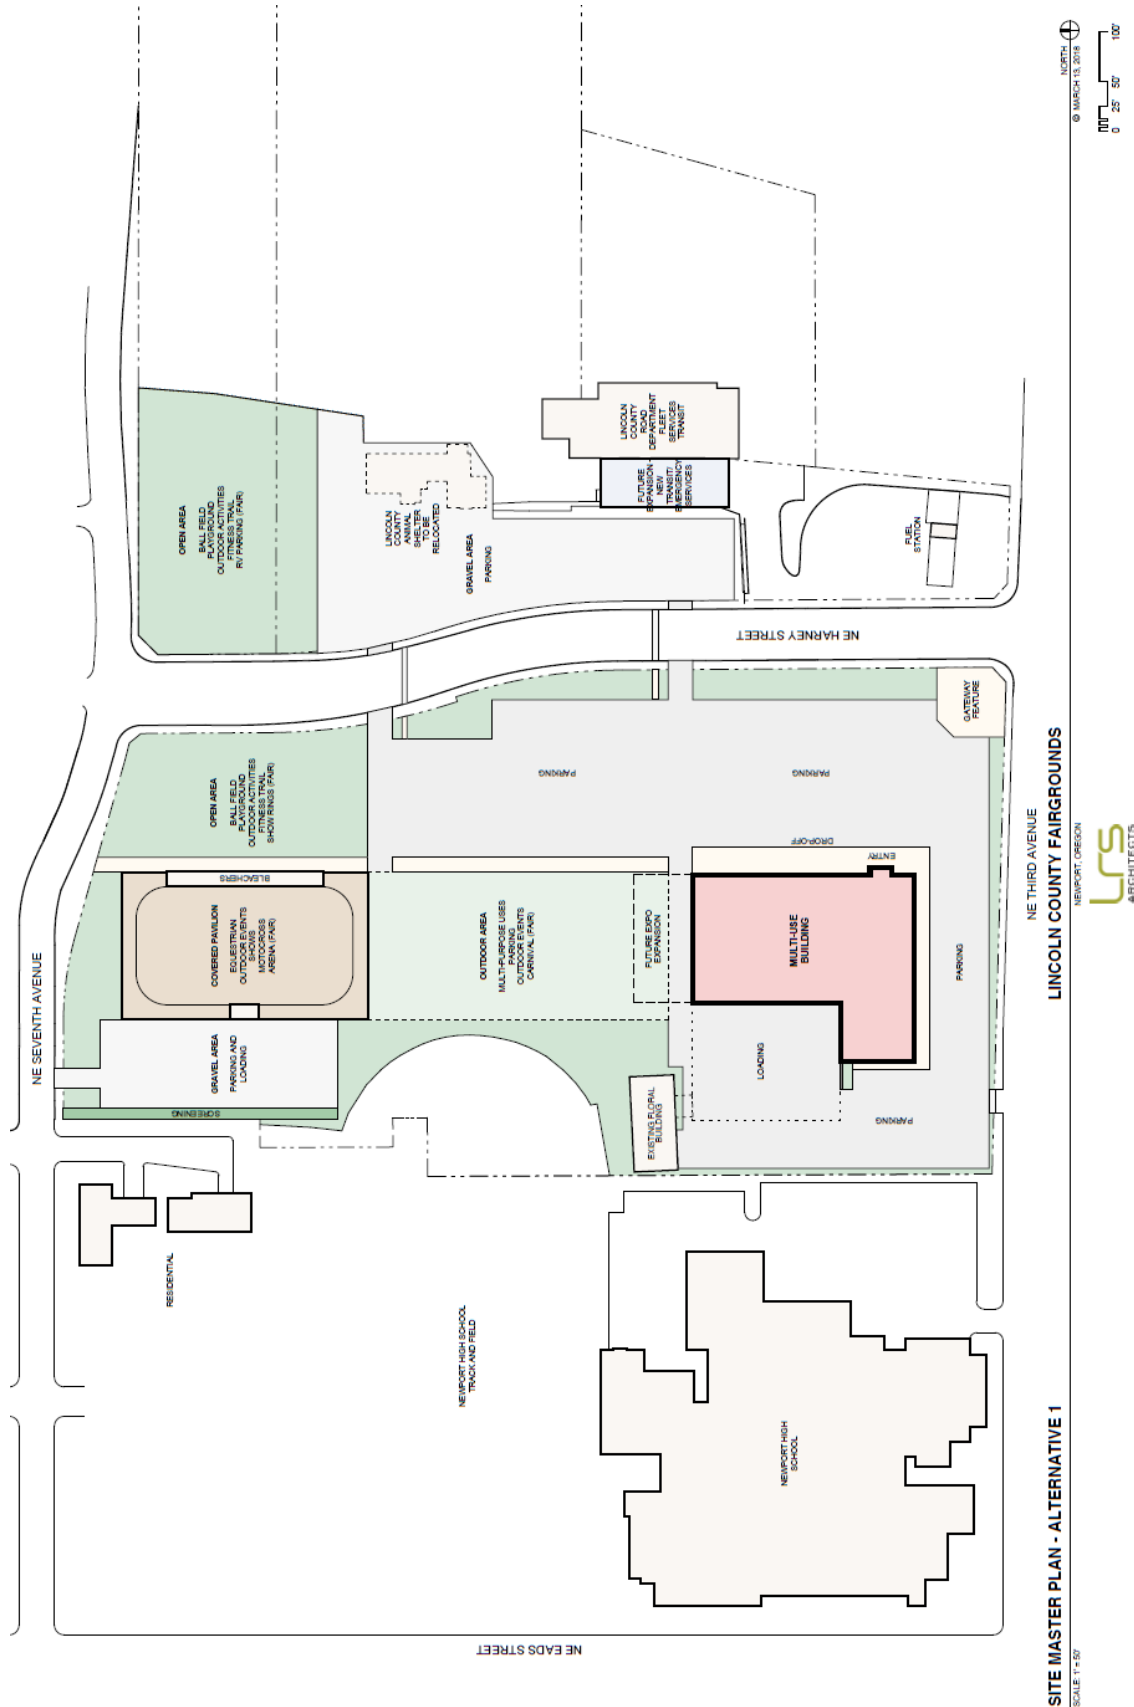 NE SEVENTH AVENUE
RESIDENTIAL
SCREENING
GRAVEL AREA
PARKING AND
LOADING
COVERED PAVILION
EQUESTRIAN
OUTDOOR EVENTS
SHOWS
MOTOCROSS
ARENA (FAIR)
BLEACHERS
OPEN AREA
BALL FIELD
PLAYGROUND
OUTDOOR ACTIVITIES
FITNESS TRAIL
SHOW RINGS (FAIR)
OPEN AREA
BALL FIELD
PLAYGROUND
OUTDOOR ACTIVITIES
FITNESS TRAIL
RV PARKING (FAIR)
LINCOLN
COUNTY
ANIMAL
SHELTER
TO BE
RELOCATED
GRAVEL AREA
PARKING
NEWPORT HIGH SCHOOL
TRACK AND FIELD
OUTDOOR AREA
MULTI-PURPOSE USES
PARKING
OUTDOOR EVENTS
CARNIVAL (FAIR)
PARKING
LINCOLN
COUNTY
ROAD
DEPARTMENT
FLEET
SERVICES
TRANSIT
FUTURE
EXPANSION
NEW
TRANSIT/
EMERGENCY
SERVICES
EXISTING FLORAL
BUILDING
FUTURE EXPO
EXPANSION
NE HARNEY STREET
NEWPORT HIGH
SCHOOL
LOADING
MULTI-USE
BUILDING
DROP-OFF
ENTRY
PARKING
PARKING
PARKING
GATEWAY
FEATURE
FUEL
STATION
NE EADS STREET
NE THIRD AVENUE
SITE MASTER PLAN - ALTERNATIVE 1
SCALE: 1" = 50'
LINCOLN COUNTY FAIRGROUNDS
NEWPORT, OREGON
LRS
ARCHITECTS
NORTH
© MARCH 13, 2018
0 25' 50' 100'